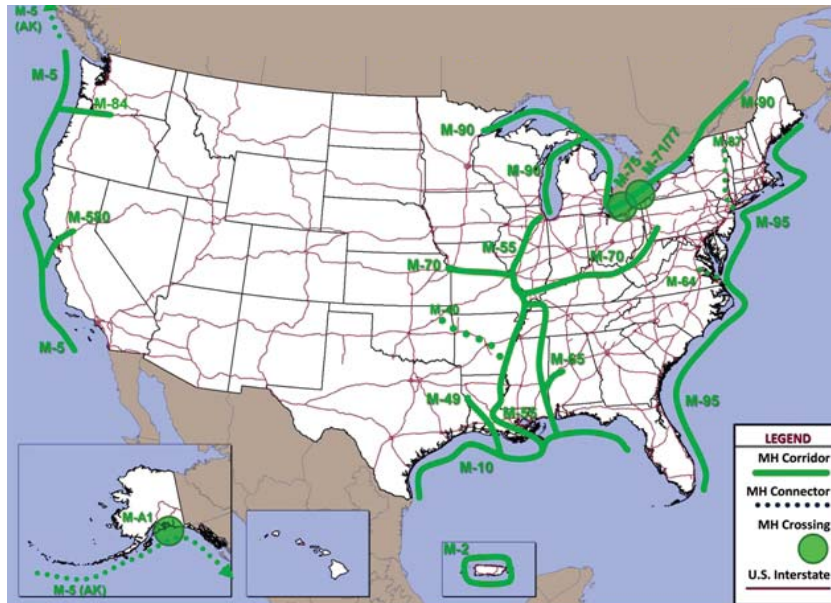 M-5
(AK)
M-5
M-84
M-580
M-5
M-90
M-90
M-75
M-71/77
M-90
M-87
M-95
M-55
M-70
M-70
M-64
M-40
M-65
M-49
M-55
M-95
M-10
M-A1
M-5 (AK)
M-2
LEGEND
MH Corridor
MH Connector
MH Crossing
U.S. Interstate